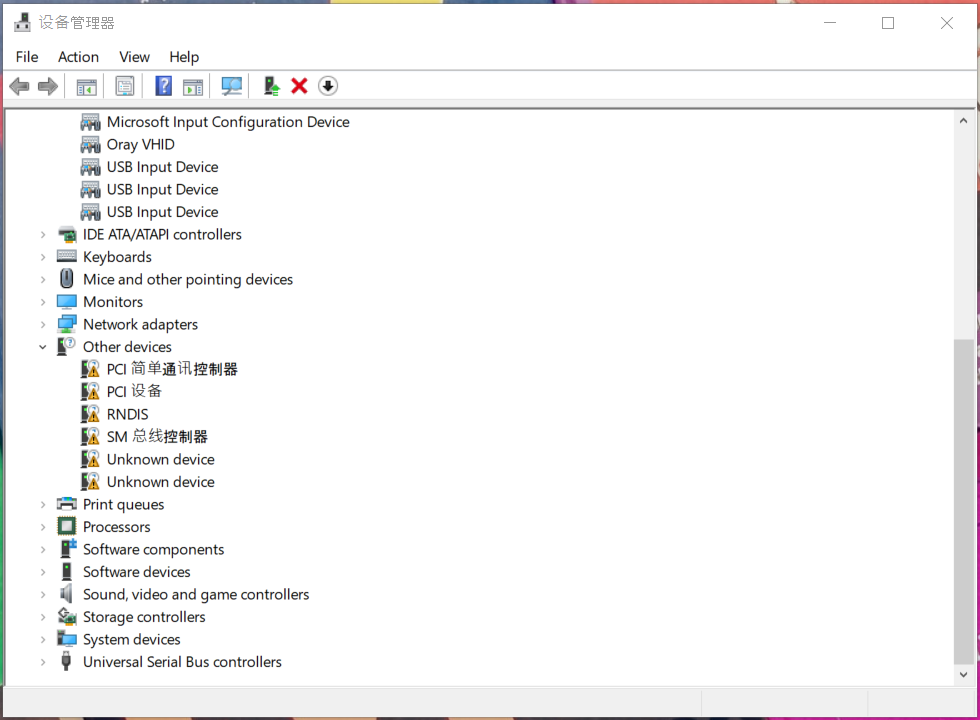 设备管理器
File Action View Help
Microsoft Input Configuration Device
Oray VHID
USB Input Device
USB Input Device
USB Input Device
IDE ATA/ATAPI controllers
Keyboards
Mice and other pointing devices
Monitors
Network adapters
Other devices
PCI 简单通讯控制器
PCI 设备
RNDIS
SM 总线控制器
Unknown device
Unknown device
Print queues
Processors
Software components
Software devices
Sound, video and game controllers
Storage controllers
System devices
Universal Serial Bus controllers